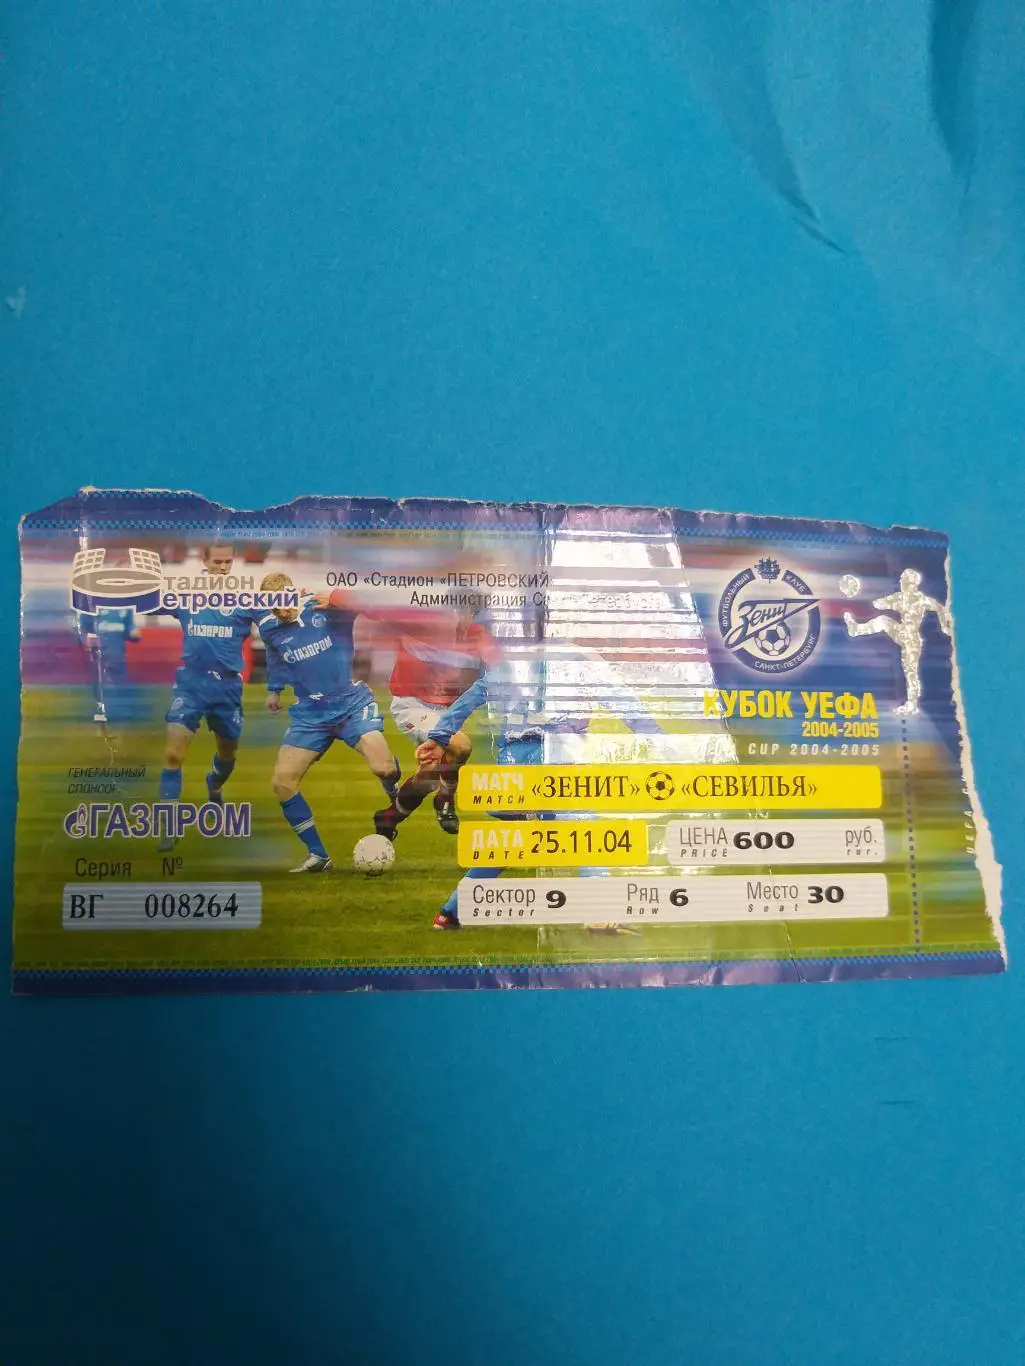 Стадион
Петровский
ОАО «Стадион «ПЕТРОВСКИЙ
Администрация
ФУТБОЛЬНЫЙ КЛУБ
Зенит
САНКТ-ПЕТЕРБУРГ
ГАЗПРОМ
ГАЗПРОМ
КУБОК УЕФА
2004-2005
CUP 2004-2005
ГЕНЕРАЛЬНЫЙ
СПОНСОР
ГАЗПРОМ
МАТЧ «ЗЕНИТ» «СЕВИЛЬЯ»
MATCH
ДАТА 25.11.04 ЦЕНА 600 руб.
DATE PRICE rur.
Серия №
ВГ 008264
Сектор 9 Ряд 6 Место 30
Sector Row Seat